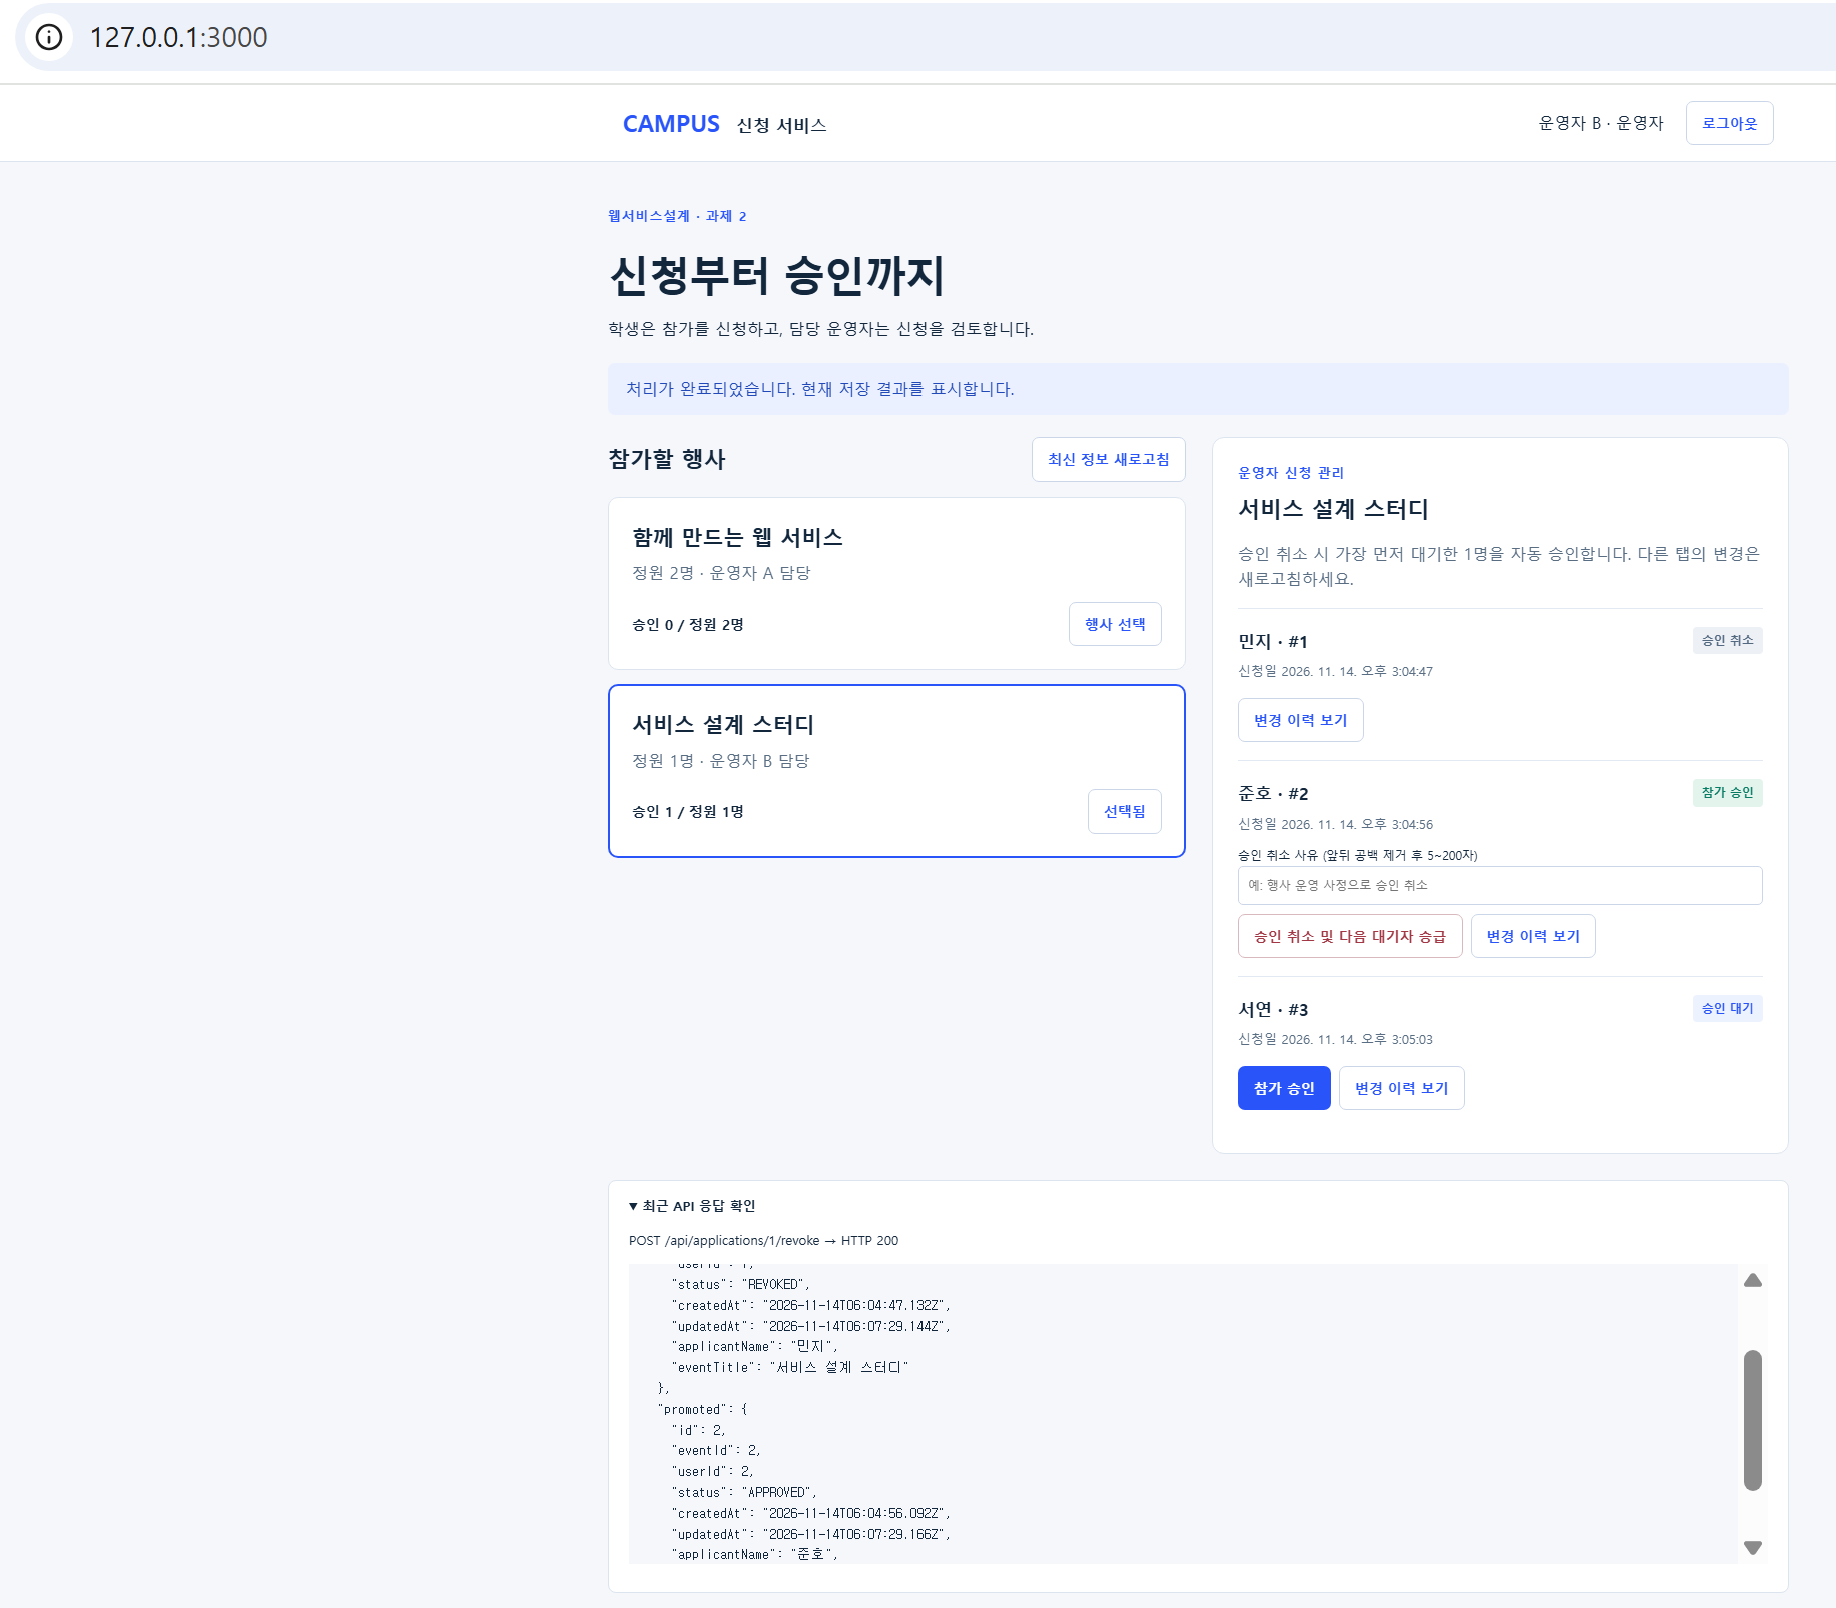 127.0.0.1:3000
CAMPUS 신청 서비스
운영자 B · 운영자
로그아웃
웹서비스설계 · 과제 2
신청부터 승인까지
학생은 참가를 신청하고, 담당 운영자는 신청을 검토합니다.
처리가 완료되었습니다. 현재 저장 결과를 표시합니다.
참가할 행사
최신 정보 새로고침
함께 만드는 웹 서비스
정원 2명 · 운영자 A 담당
승인 0 / 정원 2명
행사 선택
서비스 설계 스터디
정원 1명 · 운영자 B 담당
승인 1 / 정원 1명
선택됨
운영자 신청 관리
서비스 설계 스터디
승인 취소 시 가장 먼저 대기한 1명을 자동 승인합니다. 다른 탭의 변경은
새로고침하세요.
민지 · #1
승인 취소
신청일 2026. 11. 14. 오후 3:04:47
변경 이력 보기
준호 · #2
참가 승인
신청일 2026. 11. 14. 오후 3:04:56
승인 취소 사유 (앞뒤 공백 제거 후 5~200자)
예: 행사 운영 사정으로 승인 취소
승인 취소 및 다음 대기자 승급
변경 이력 보기
서연 · #3
승인 대기
신청일 2026. 11. 14. 오후 3:05:03
참가 승인
변경 이력 보기
▼ 최근 API 응답 확인
POST /api/applications/1/revoke → HTTP 200
"userId": 1,
"status": "REVOKED",
"createdAt": "2026-11-14T06:04:47.132Z",
"updatedAt": "2026-11-14T06:07:29.144Z",
"applicantName": "민지",
"eventTitle": "서비스 설계 스터디"
},
"promoted": {
"id": 2,
"eventId": 2,
"userId": 2,
"status": "APPROVED",
"createdAt": "2026-11-14T06:04:56.092Z",
"updatedAt": "2026-11-14T06:07:29.166Z",
"applicantName": "준호",